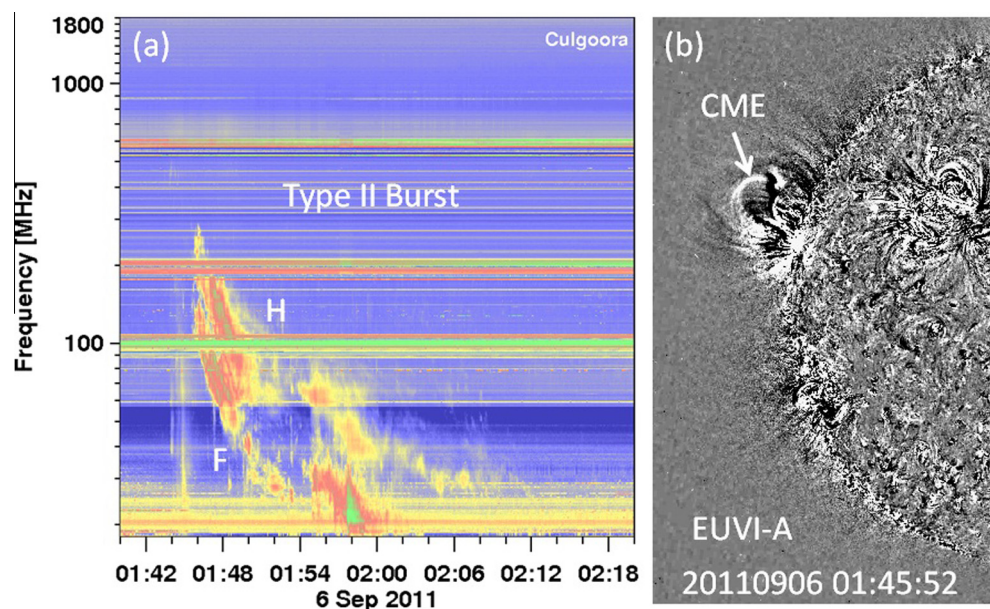 (a)
Culgoora
1800
1000
100
Frequency [MHz]
Type II Burst
H
F
01:42 01:48 01:54 02:00 02:06 02:12 02:18
6 Sep 2011
(b)
CME
EUVI-A
20110906 01:45:52